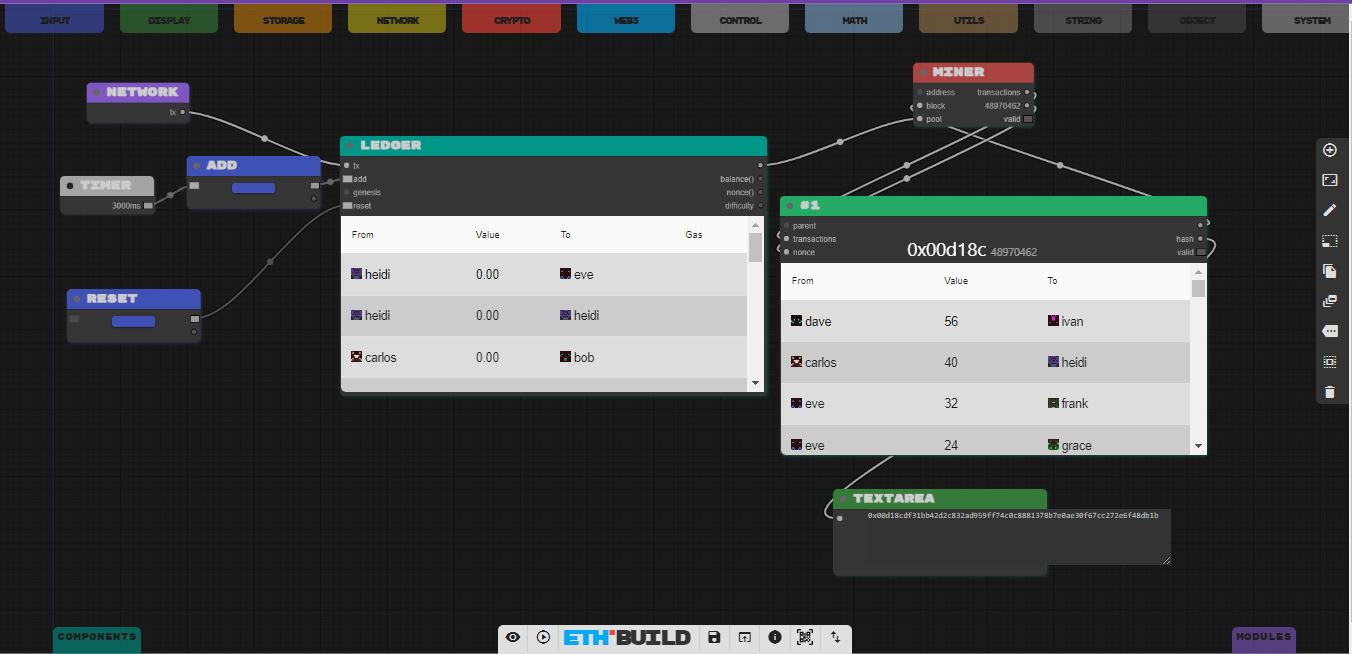 INPUT DISPLAY STORAGE NETWORK CRYPTO WEB3 CONTROL MATH UTILS STRING OBJECT SYSTEM
NETWORK
tx
TIMER
3000ms
ADD
RESET
LEDGER
tx
add balance()
genesis nonce()
reset difficulty
From Value To Gas
heidi 0.00 eve
heidi 0.00 heidi
carlos 0.00 bob
MINER
address transactions
block 48970462
pool valid
#1
parent
transactions hash
nonce 0x00d18c 48970462 valid
From Value To
dave 56 ivan
carlos 40 heidi
eve 32 frank
eve 24 grace
TEXTAREA
0x00d18cdf31bb42d2c832ad959ff74c0c8881378b7e0ae30f67cc272e6f48db1b
COMPONENTS
ETH BUILD
MODULES